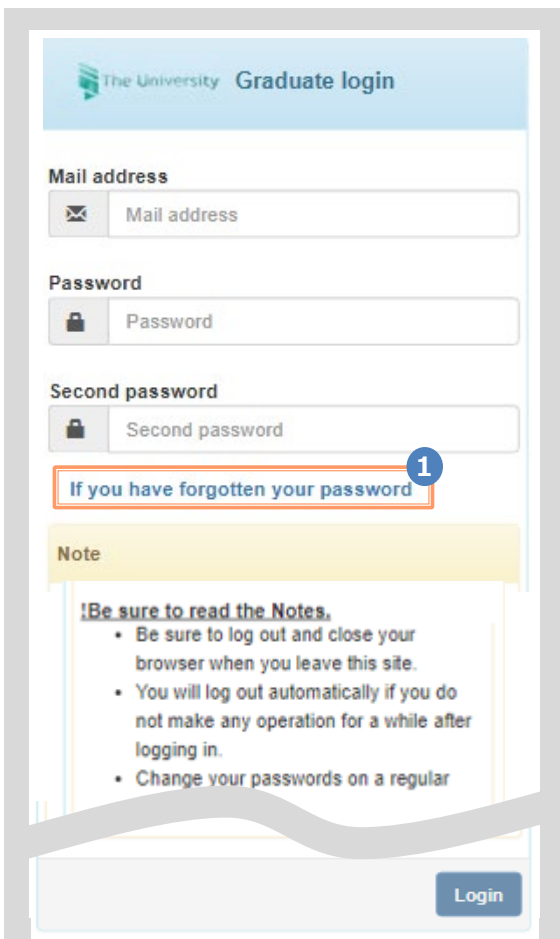 The University Graduate login
Mail address
Mail address
Password
Password
Second password
Second password
1
If you have forgotten your password
Note
!Be sure to read the Notes.
• Be sure to log out and close your
browser when you leave this site.
• You will log out automatically if you do
not make any operation for a while after
logging in.
• Change your passwords on a regular
Login